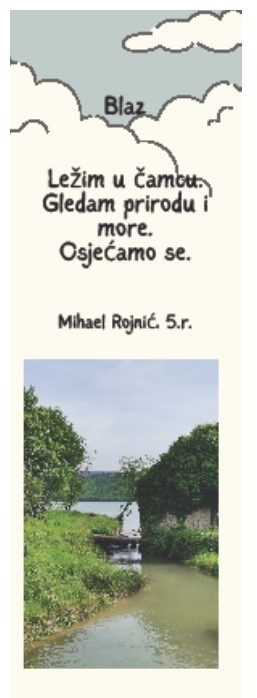 Blaz
Ležim u čamcu.
Gledam prirodu i
more.
Osjećamo se.
Mihael Rojnić, 5.r.